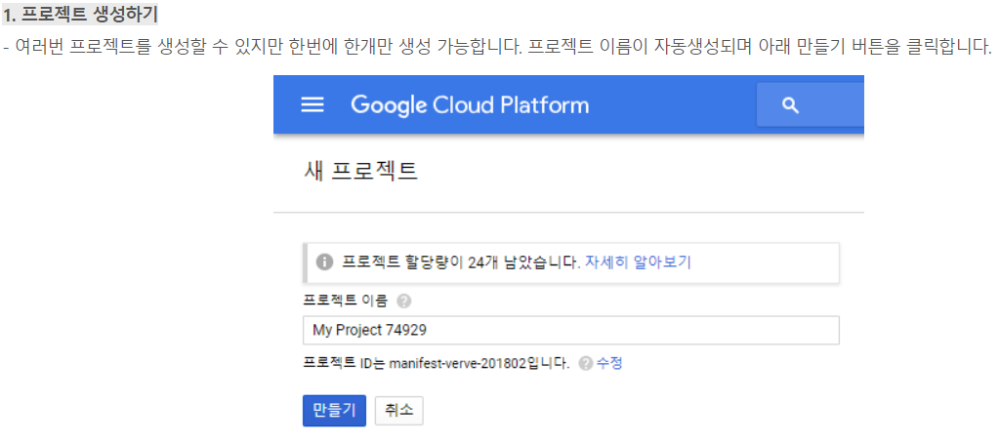 1. 프로젝트 생성하기
- 여러번 프로젝트를 생성할 수 있지만 한번에 한개만 생성 가능합니다. 프로젝트 이름이 자동생성되며 아래 만들기 버튼을 클릭합니다.
Google Cloud Platform
새 프로젝트
프로젝트 할당량이 24개 남았습니다. 자세히 알아보기
프로젝트 이름
My Project 74929
프로젝트 ID는 manifest-verve-201802입니다. 수정
만들기 취소